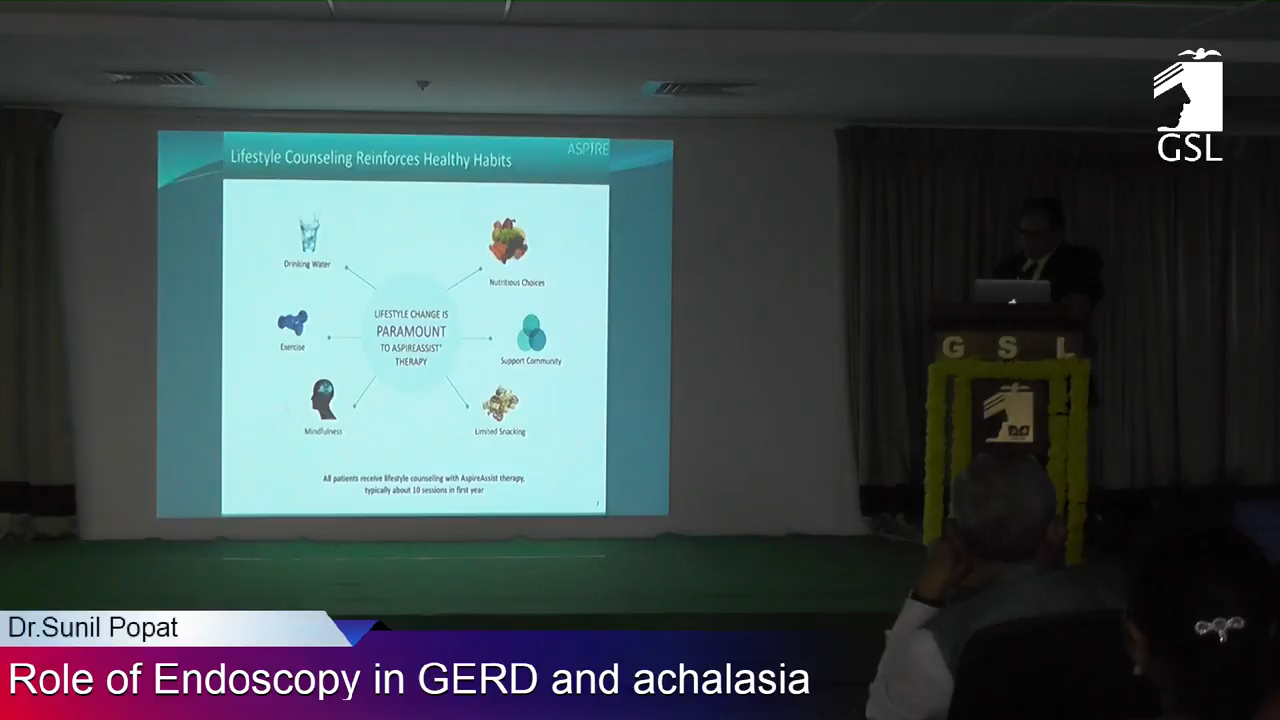 GSL
ASPIRE
Lifestyle Counseling Reinforces Healthy Habits
Drinking Water
Nutritious Choices
LIFESTYLE CHANGE IS
PARAMOUNT
TO ASPIREASSIST®
THERAPY
Exercise
Support Community
Mindfulness
Limited Snacking
All patients receive lifestyle counseling with AspireAssist therapy,
typically about 10 sessions in first year
7
G S L
Dr.Sunil Popat
Role of Endoscopy in GERD and achalasia